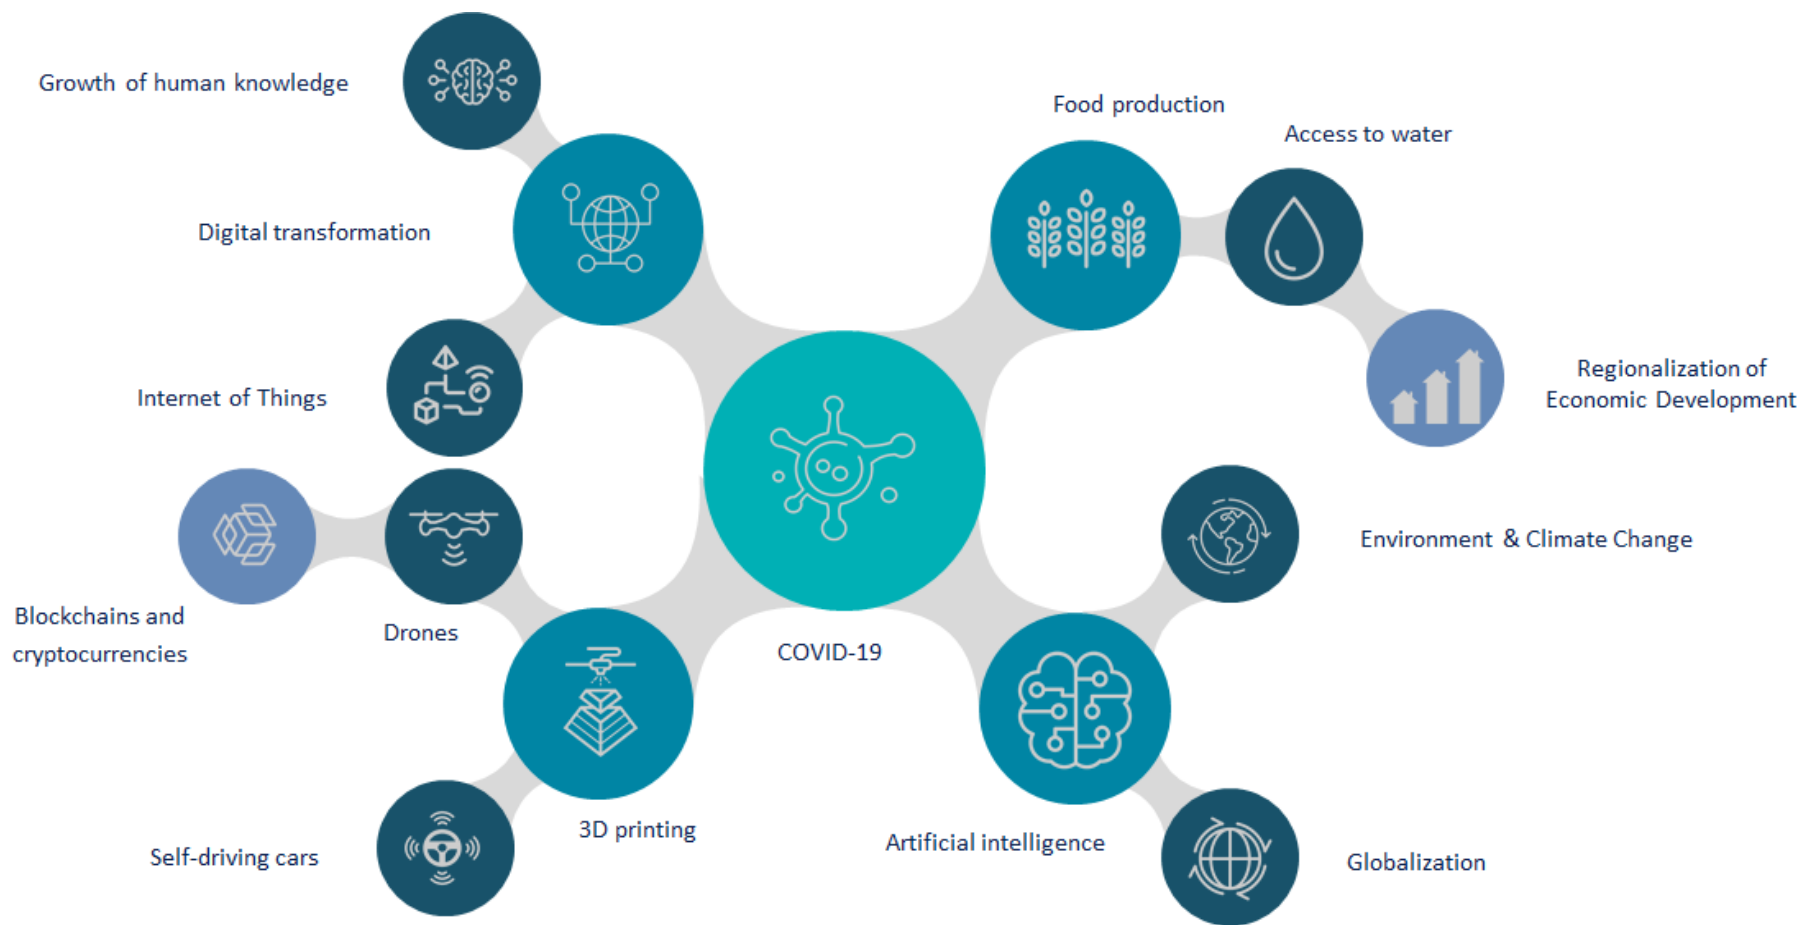 Growth of human knowledge
Food production
Access to water
Digital transformation
Regionalization of
Economic Development
Internet of Things
Environment & Climate Change
Blockchains and
cryptocurrencies
Drones
COVID-19
3D printing
Artificial intelligence
Self-driving cars
Globalization